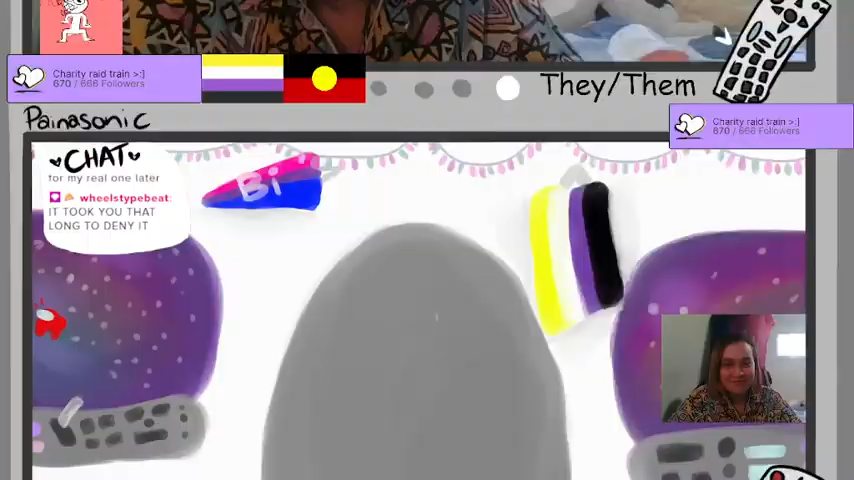 Charity raid train >:]
670 / 666 Followers
They/Them
Painasonic
Charity raid train >:]
670 / 666 Followers
CHAT
for my real one later
wheelstypebeat:
IT TOOK YOU THAT
LONG TO DENY IT
Bi